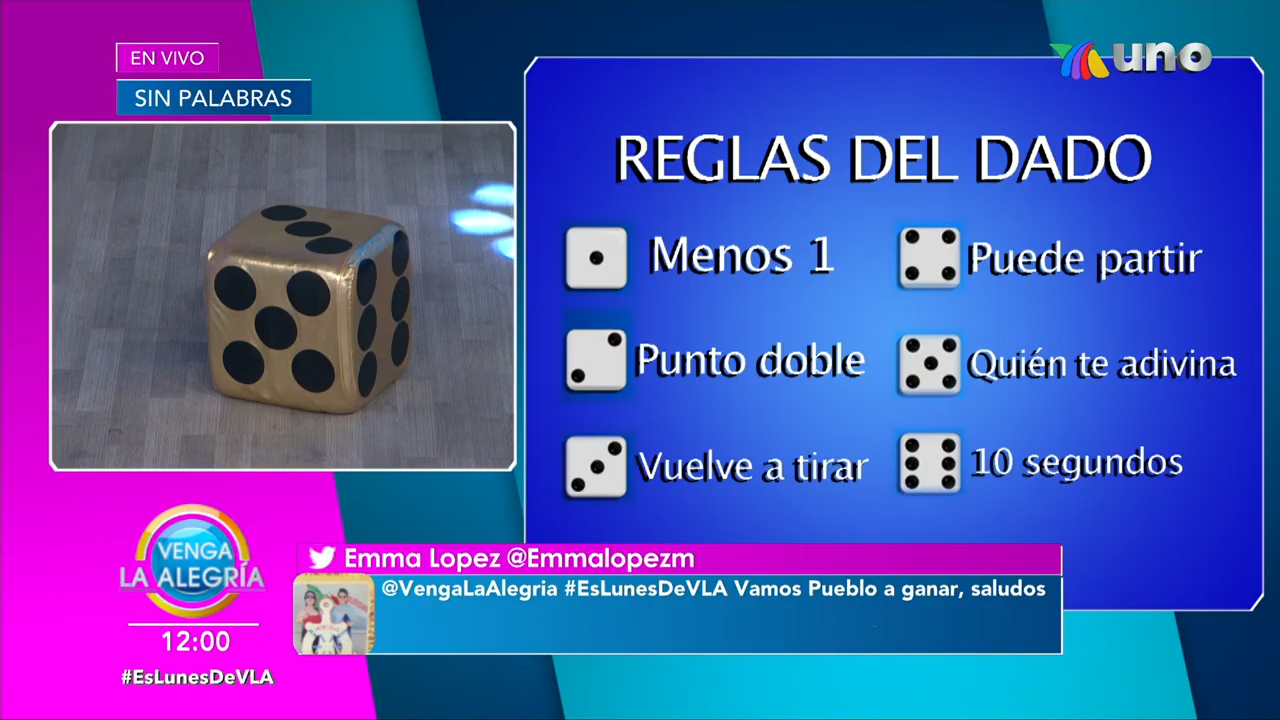 EN VIVO
SIN PALABRAS
uno
REGLAS DEL DADO
Menos 1
Puede partir
Punto doble
Quién te adivina
Vuelve a tirar
10 segundos
VENGA
LA ALEGRÍA
12:00
#EsLunesDeVLA
Emma Lopez @Emmalopezm
@VengaLaAlegria #EsLunesDeVLA Vamos Pueblo a ganar, saludos